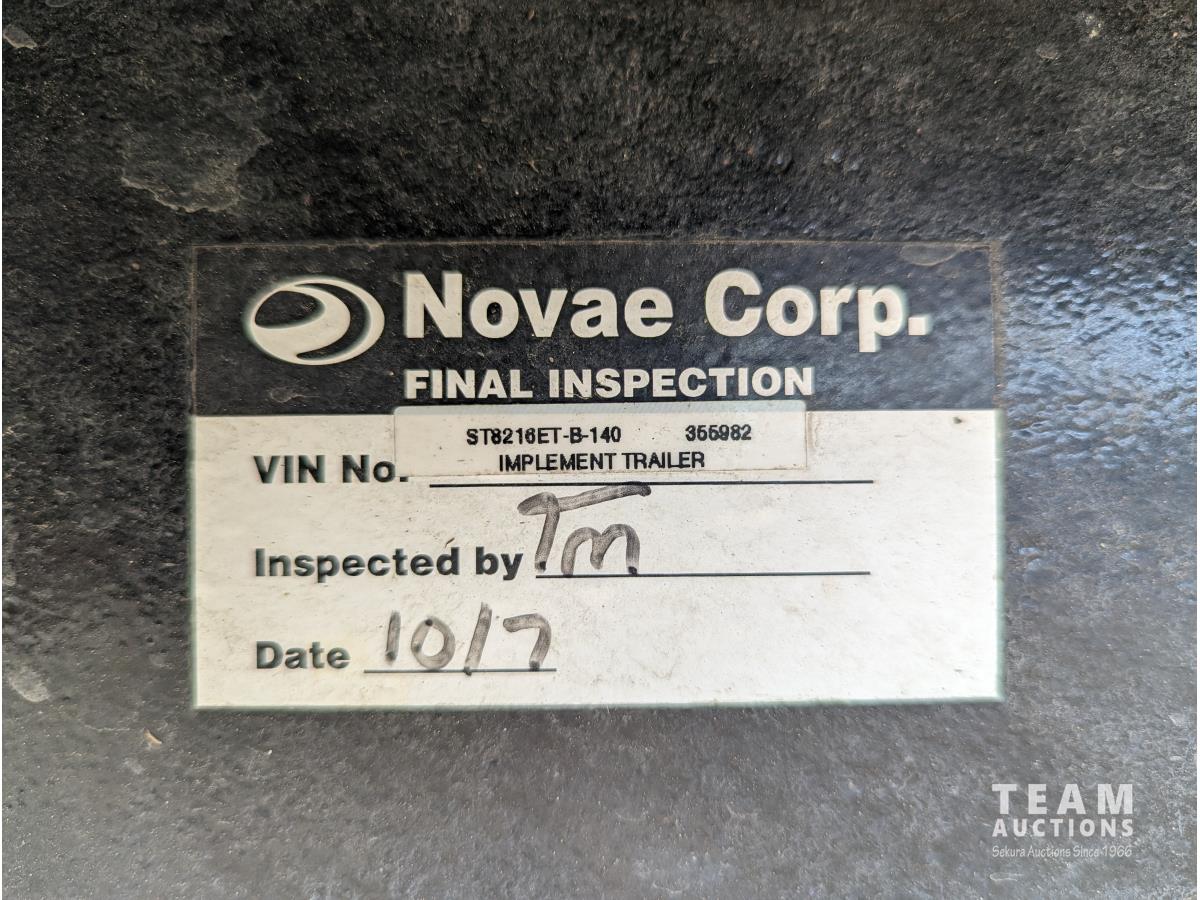 Novae Corp.
FINAL INSPECTION
ST8216ET-B-140 355982
IMPLEMENT TRAILER
VIN No.
Inspected by Tm
Date 10/7
TEAM
AUCTIONS
Sekura Auctions Since 1966